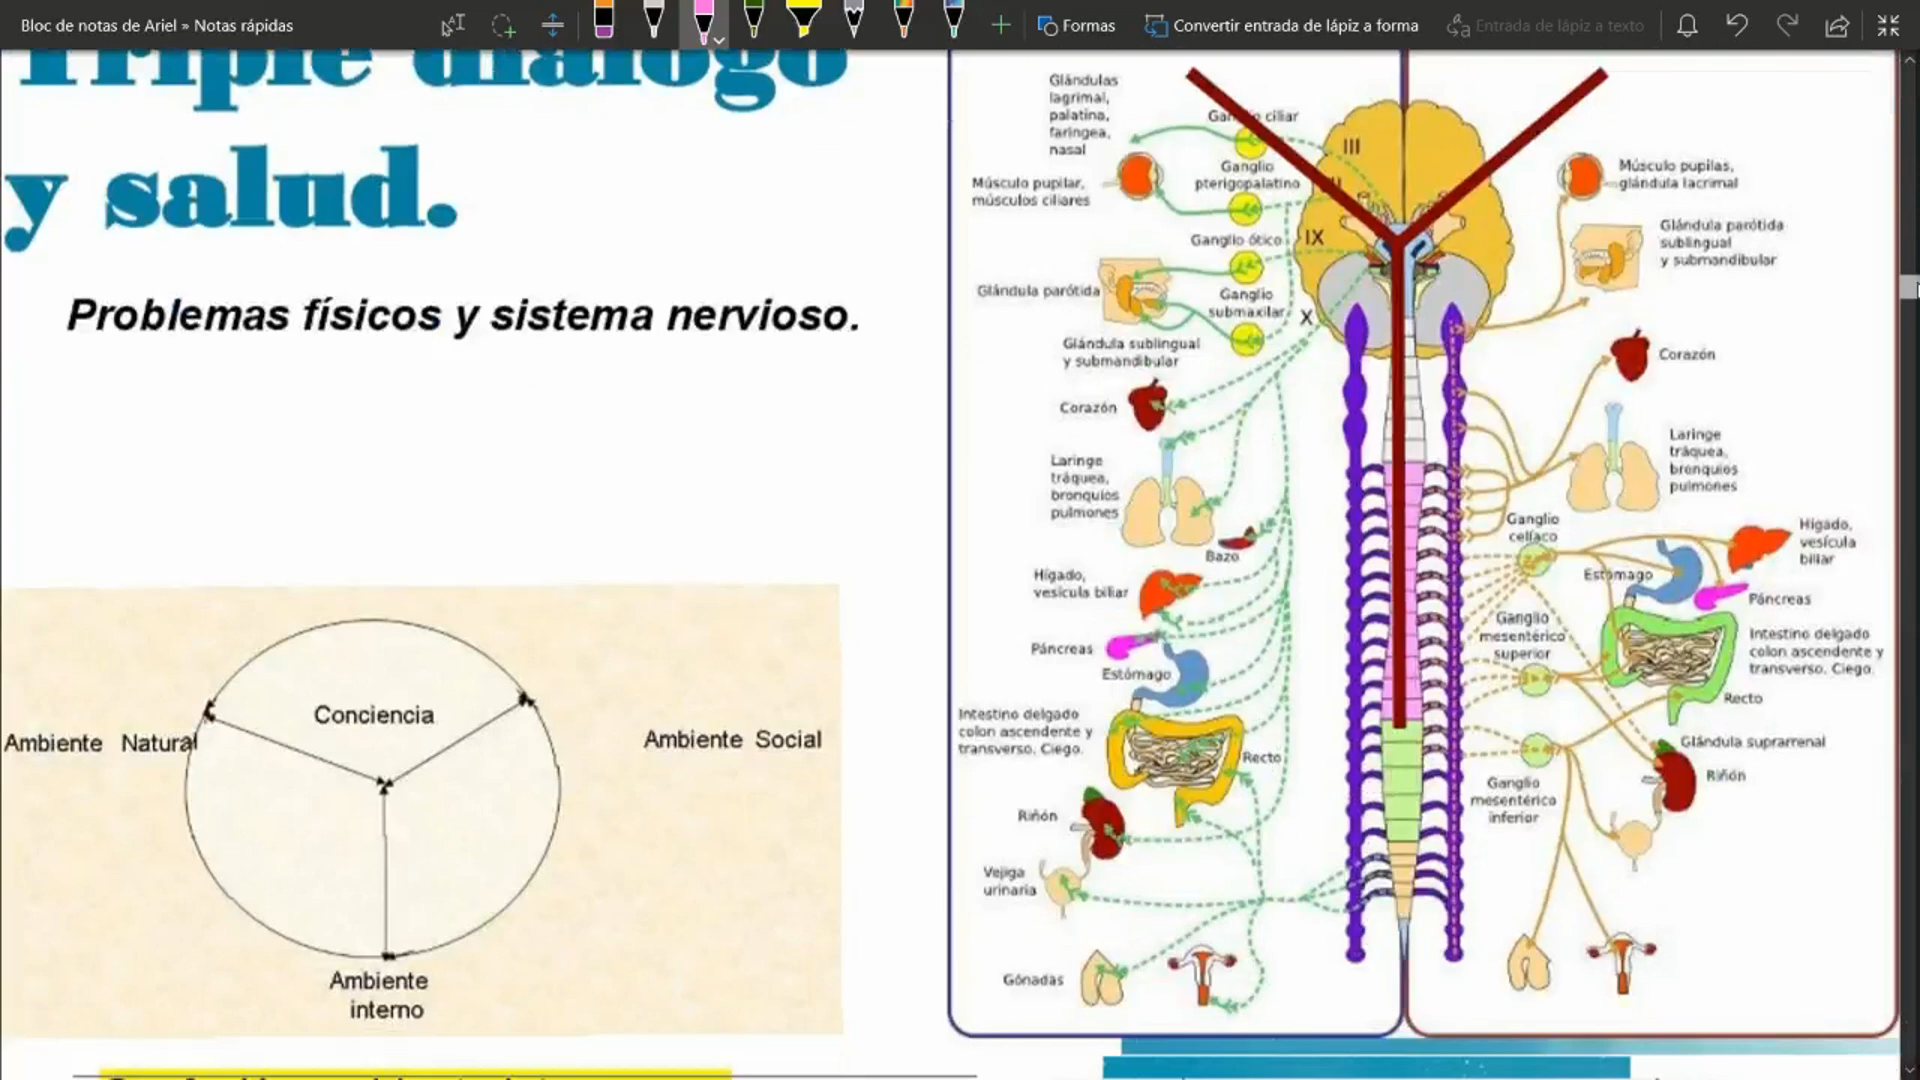 Bloc de notas de Ariel » Notas rápidas
Formas
Convertir entrada de lápiz a forma
Entrada de lápiz a texto
Triple diálogo
y salud.
Problemas físicos y sistema nervioso.
Conciencia
Ambiente Natural
Ambiente Social
Ambiente
interno
Glándulas
lagrimal,
palatina,
faringea,
nasal
Ganglio ciliar
III
Músculo pupilar,
músculos ciliares
Ganglio
pterigopalatino
Ganglio ótico
IX
Glándula parótida
Ganglio
submaxilar
X
Glándula sublingual
y submandibular
Corazón
Laringe
tráquea,
bronquios
pulmones
Bazo
Hígado,
vesícula biliar
Páncreas
Estómago
Intestino delgado
colon ascendente y
transverso. Ciego.
Recto
Riñón
Vejiga
urinaria
Gónadas
Músculo pupilas,
glándula lacrimal
Glándula parótida
sublingual
y submandibular
Corazón
Laringe
tráquea,
bronquios
pulmones
Ganglio
celíaco
Hígado,
vesícula
biliar
Estómago
Páncreas
Ganglio
mesentérico
superior
Intestino delgado
colon ascendente y
transverso. Ciego.
Recto
Glándula suprarrenal
Riñón
Ganglio
mesentérico
inferior